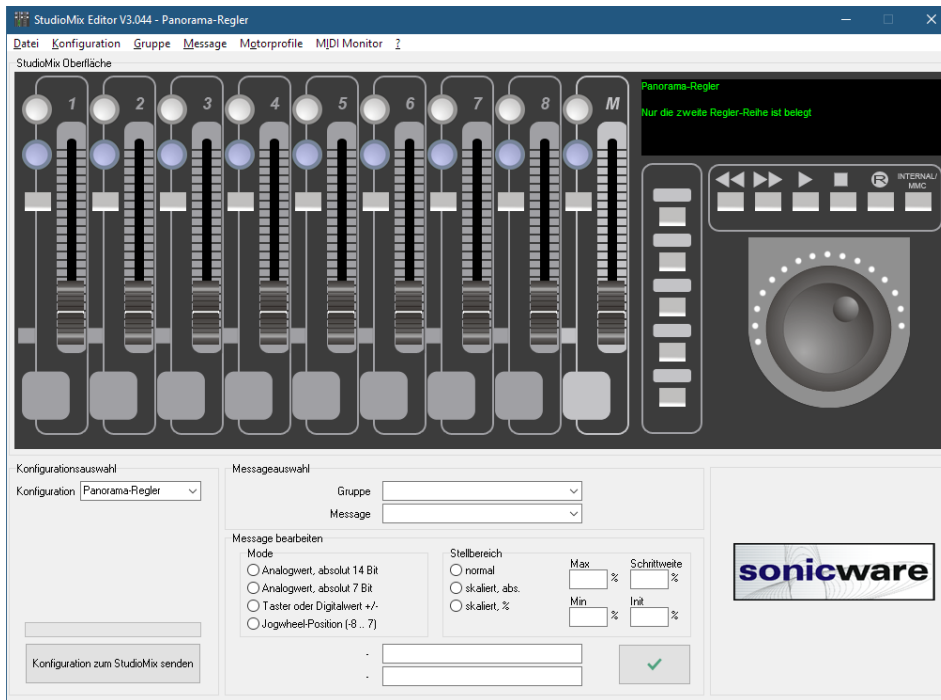 StudioMix Editor V3.044 - Panorama-Regler
Datei Konfiguration Gruppe Message Motorprofile MIDI Monitor ?
StudioMix Oberfläche
1 2 3 4 5 6 7 8 M
Panorama-Regler
Nur die zweite Regler-Reihe ist belegt
R INTERNAL/
MMC
Konfigurationsauswahl
Konfiguration Panorama-Regler
Konfiguration zum StudioMix senden
Messageauswahl
Gruppe
Message
Message bearbeiten
Mode
Analogwert, absolut 14 Bit
Analogwert, absolut 7 Bit
Taster oder Digitalwert +/-
Jogwheel-Position (-8 .. 7)
Stellbereich
normal
skaliert, abs.
skaliert, %
Max Schrittweite
% %
Min Init
% %
-
-
sonicware